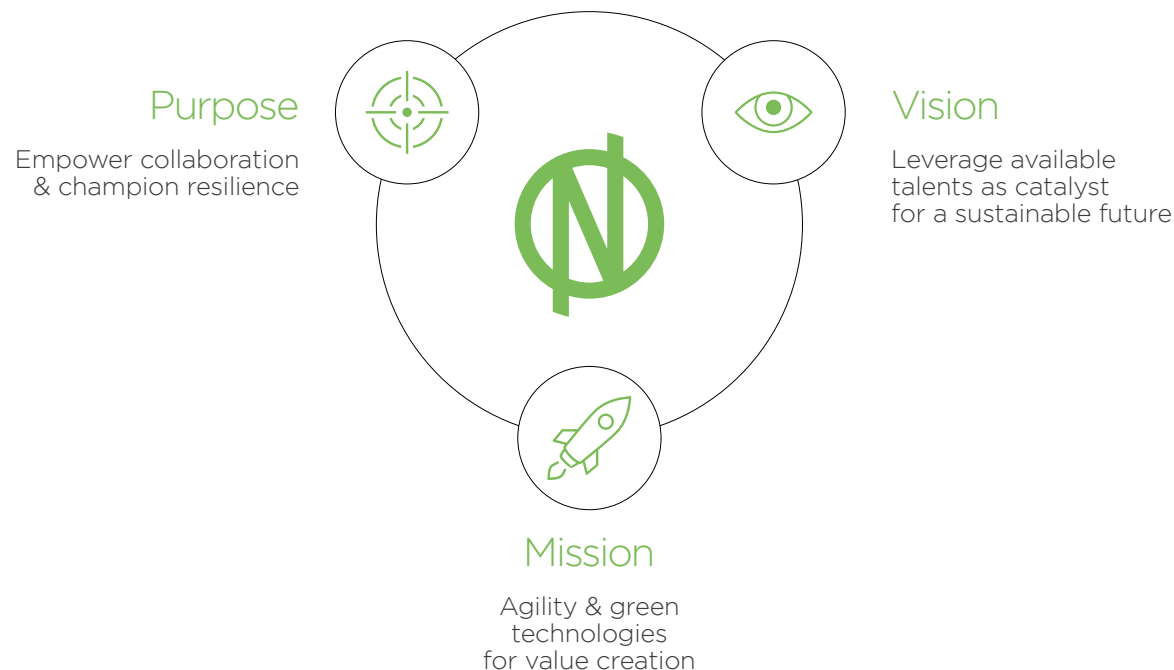 Purpose
Empower collaboration
& champion resilience
Vision
Leverage available
talents as catalyst
for a sustainable future
N
Mission
Agility & green
technologies
for value creation